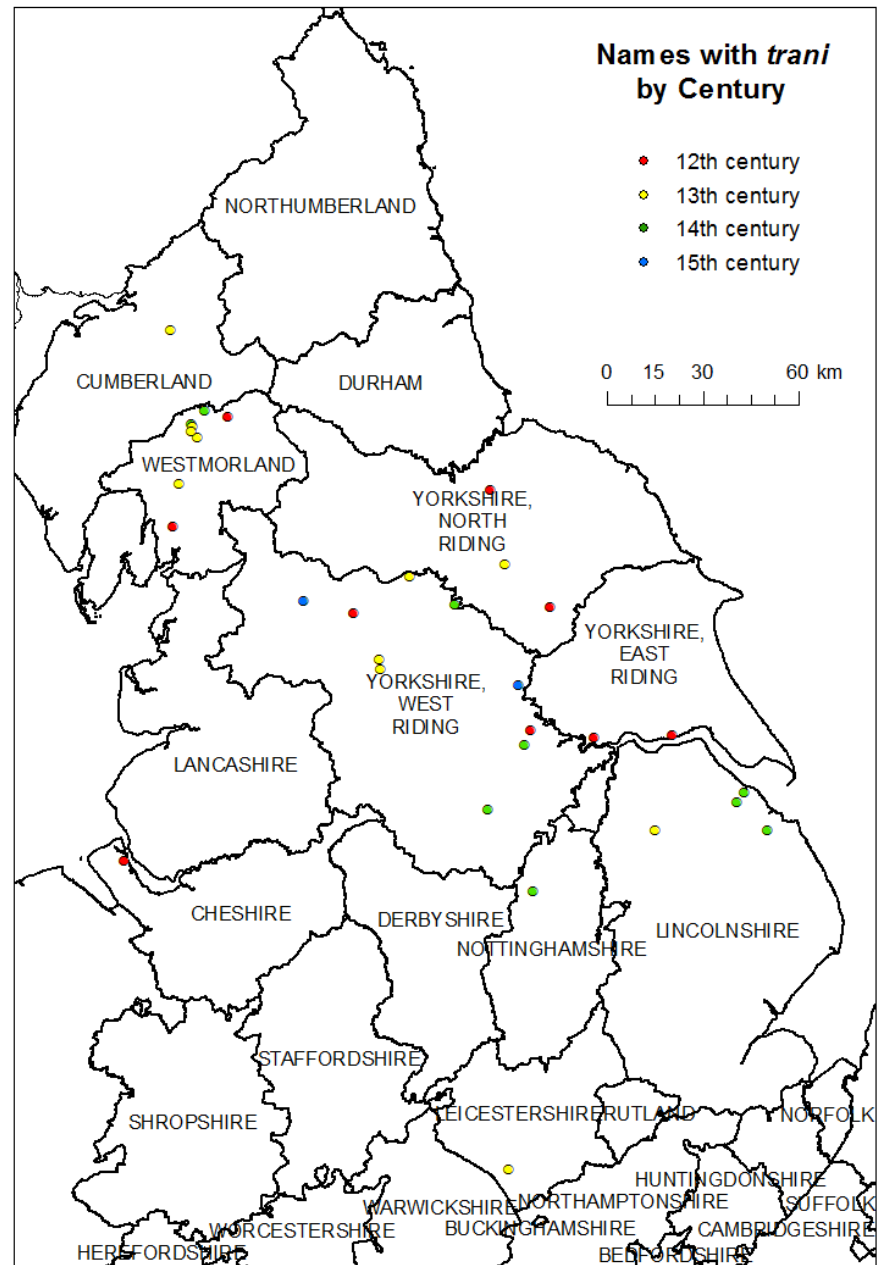 Names with trani
by Century
12th century
13th century
14th century
15th century
NORTHUMBERLAND
0 15 30 60 km
CUMBERLAND
DURHAM
WESTMORLAND
YORKSHIRE,
NORTH
RIDING
YORKSHIRE,
EAST
RIDING
YORKSHIRE,
WEST
RIDING
LANCASHIRE
CHESHIRE
DERBYSHIRE
NOTTINGHAMSHIRE
LINCOLNSHIRE
STAFFORDSHIRE
SHROPSHIRE
LEICESTERSHIRE
RUTLAND
NORFOLK
HUNTINGDONSHIRE
WARWICKSHIRE
NORTHAMPTONSHIRE
SUFFOLK
WORCESTERSHIRE
BUCKINGHAMSHIRE
CAMBRIDGESHIRE
HEREFORDSHIRE
BEDFORDSHIRE